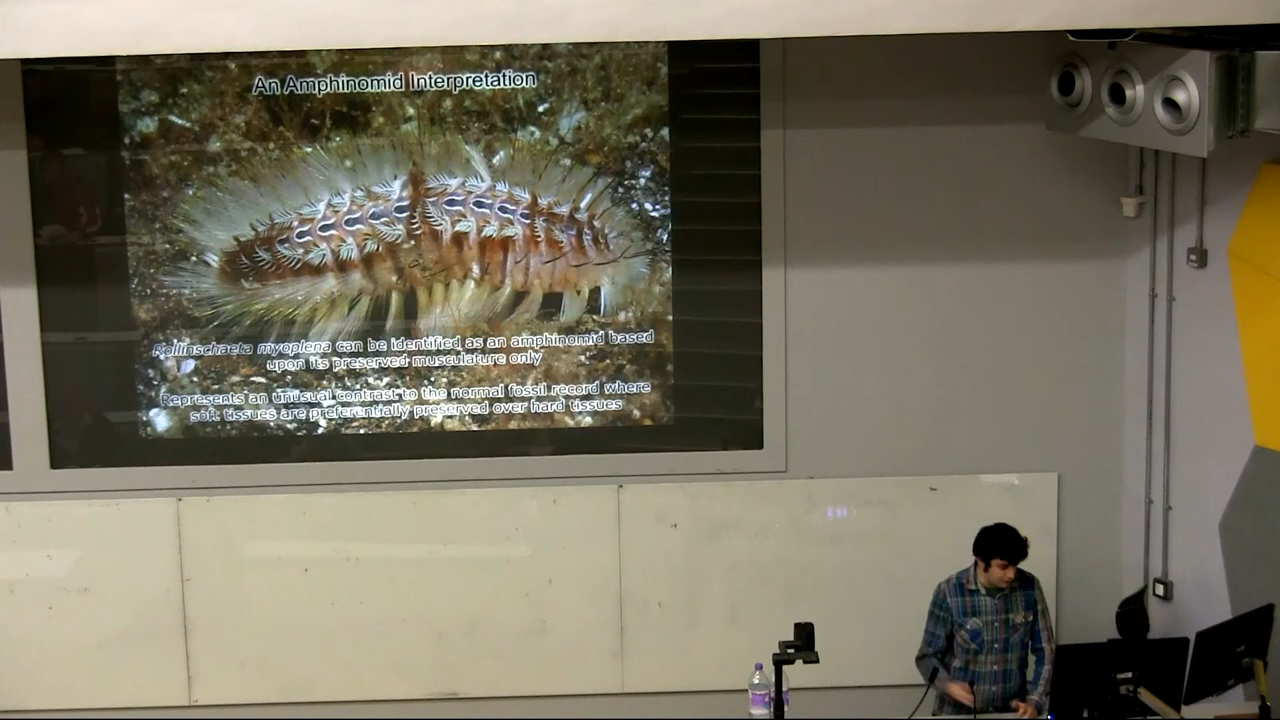 An Amphinomid Interpretation
Rollinschaeta myoplena can be identified as an amphinomid based
upon its preserved musculature only
Represents an unusual contrast to the normal fossil record where
soft tissues are preferentially preserved over hard tissues